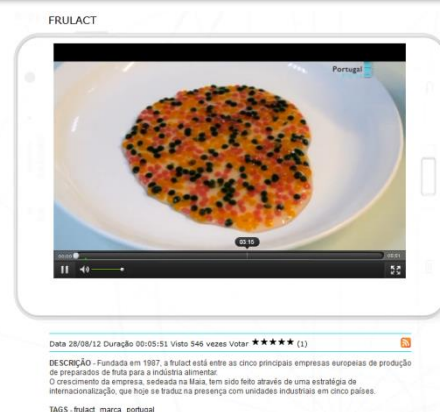 FRULACT
Portugal
03:15
00:00
Data 28/08/12 Duração 00:05:51 Visto 546 vezes Votar ★★★★★ (1)
DESCRIÇÃO - Fundada em 1987, a frulact está entre as cinco principais empresas europeias de produção
de preparados de fruta para a indústria alimentar.
O crescimento da empresa, sedeada na Maia, tem sido feito através de uma estratégia de
internacionalização, que hoje se traduz na presença com unidades industriais em cinco países.
TAGS - frulact marca portugal